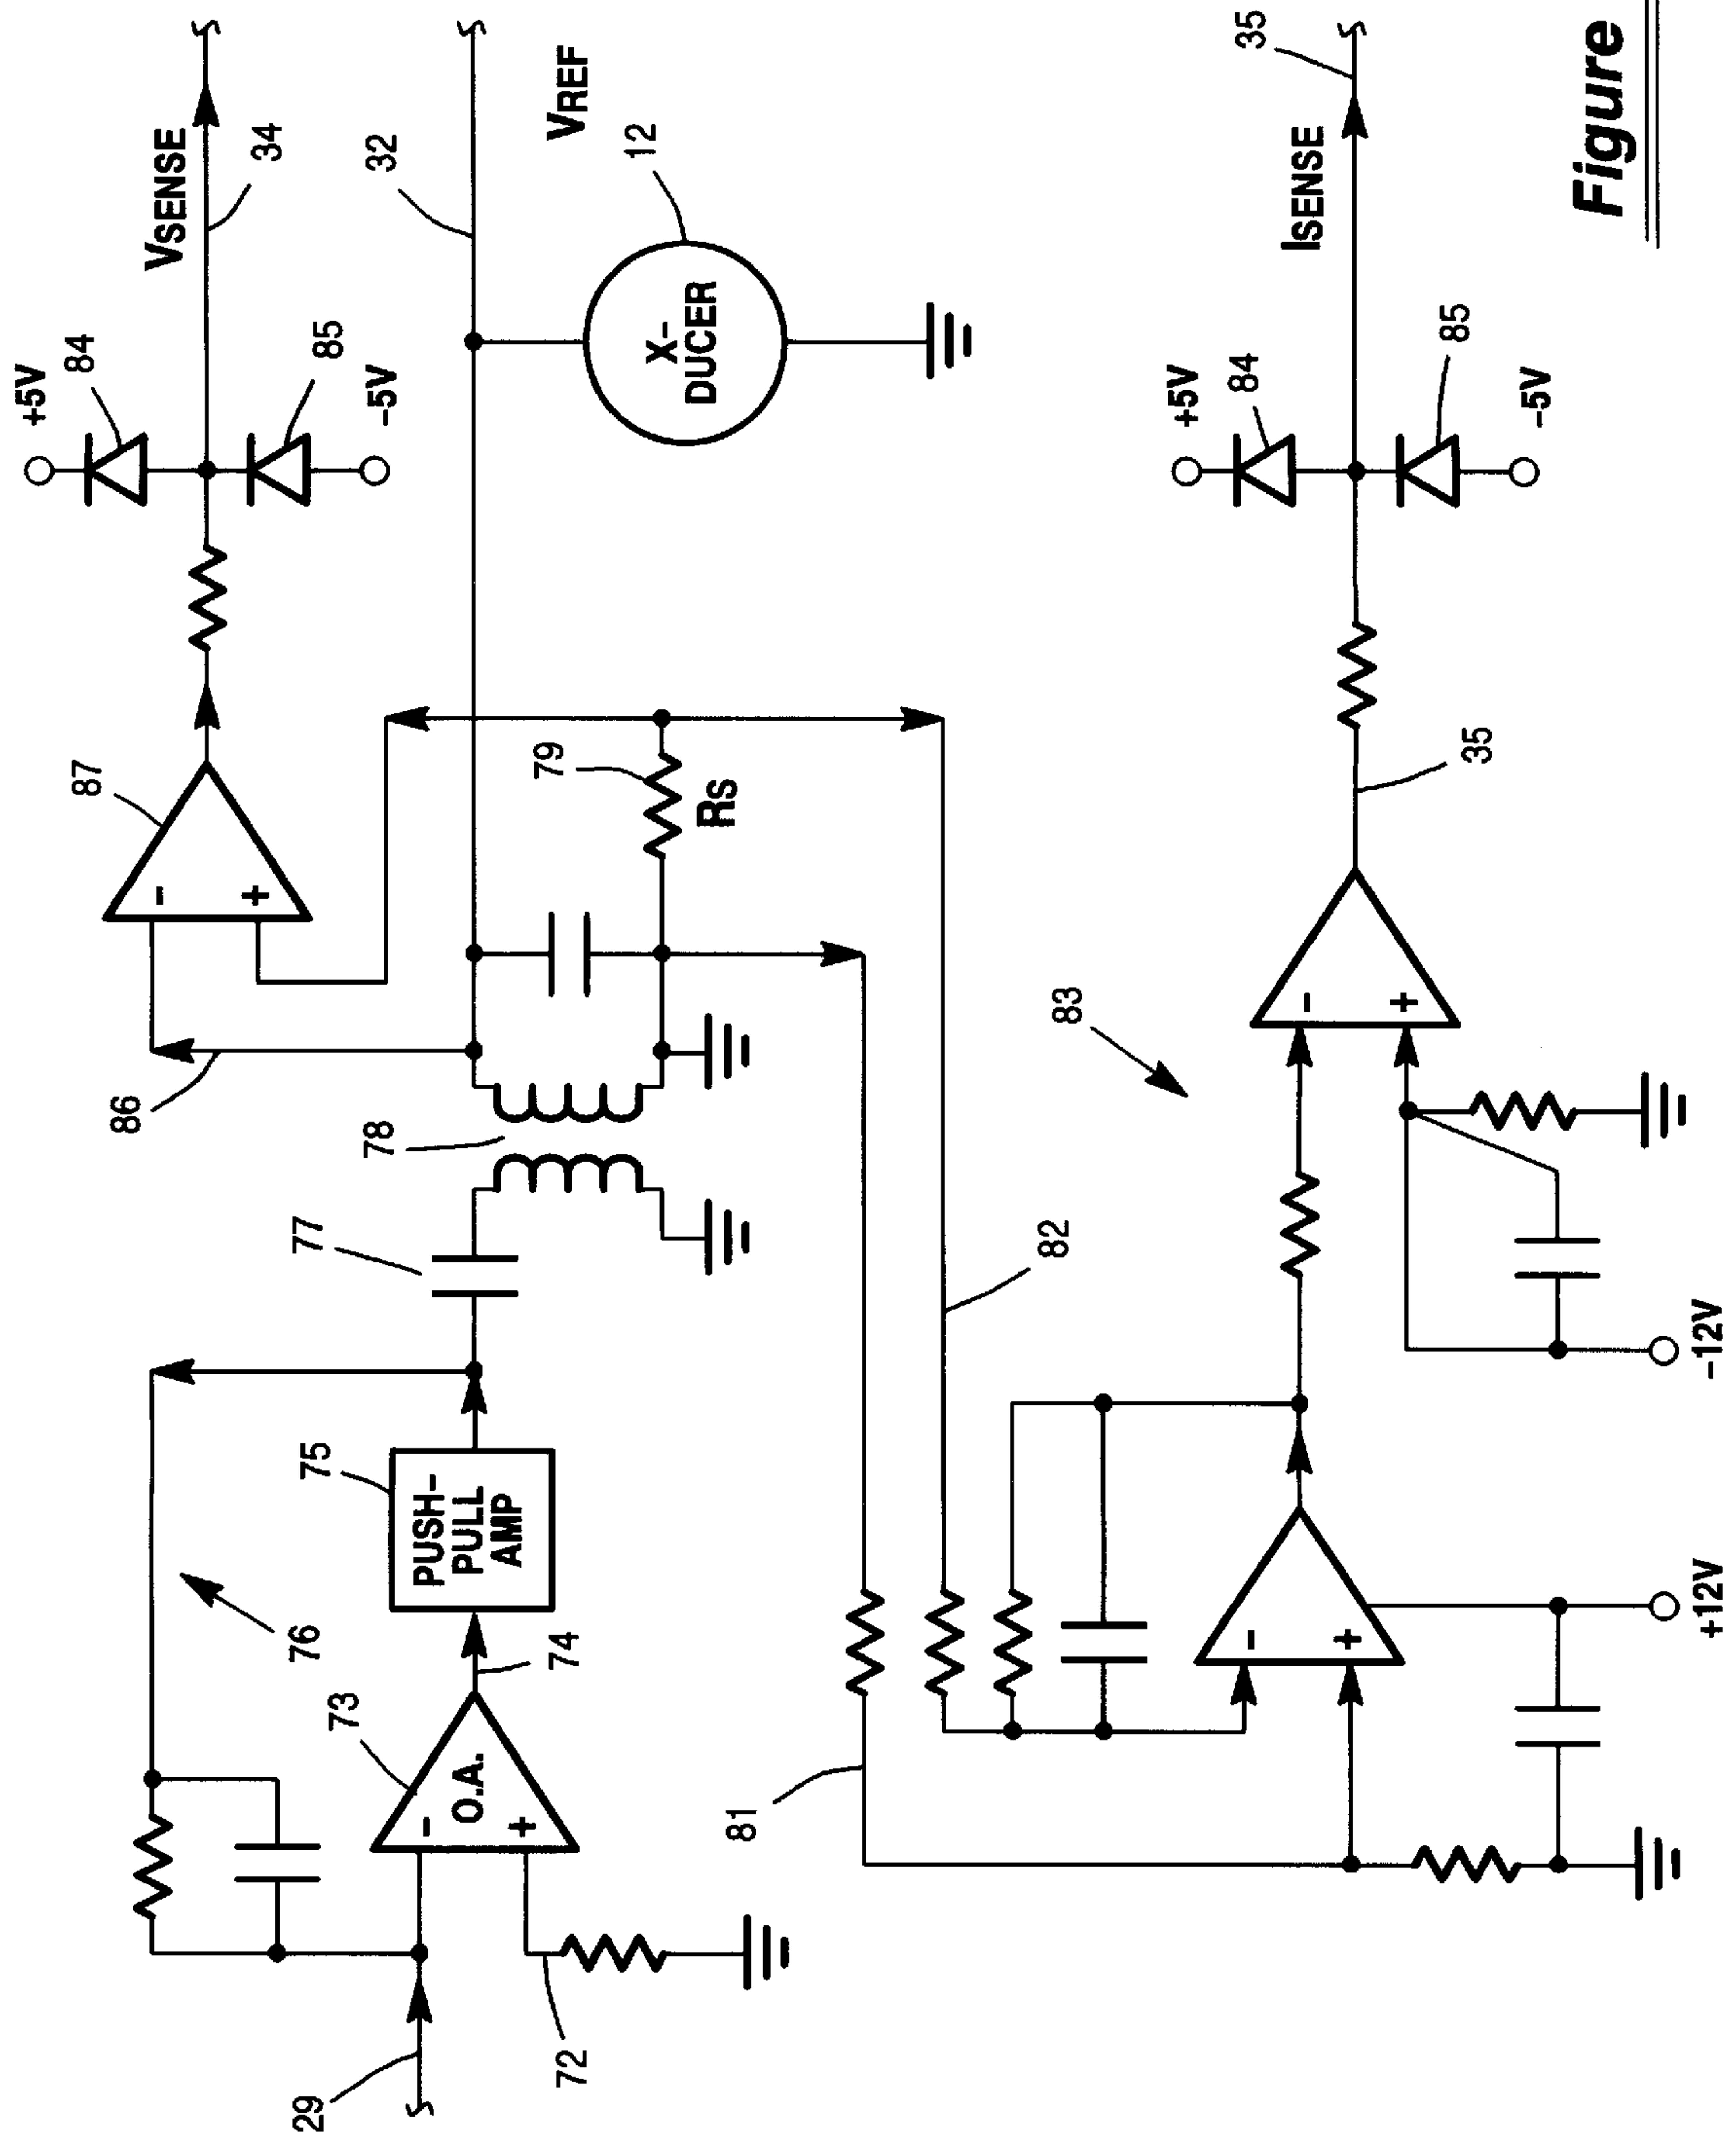 +5V
84
VSENSE
34
85
-5V
87
-
+
86
32
VREF
12
X-
DUCER
79
RS
78
77
76
75
PUSH-
PULL
AMP
74
73
O.A.
-
+
29
72
81
82
83
-
+
+12V
-
+
-12V
35
+5V
84
85
-5V
ISENSE
35
Figure